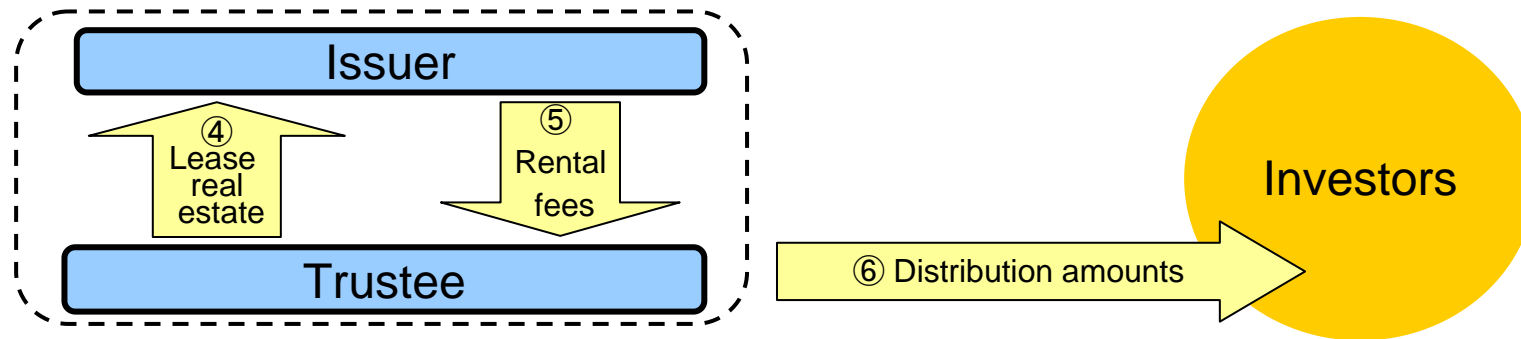 Issuer
④
Lease
real
estate
⑤
Rental
fees
Trustee
⑥ Distribution amounts
Investors